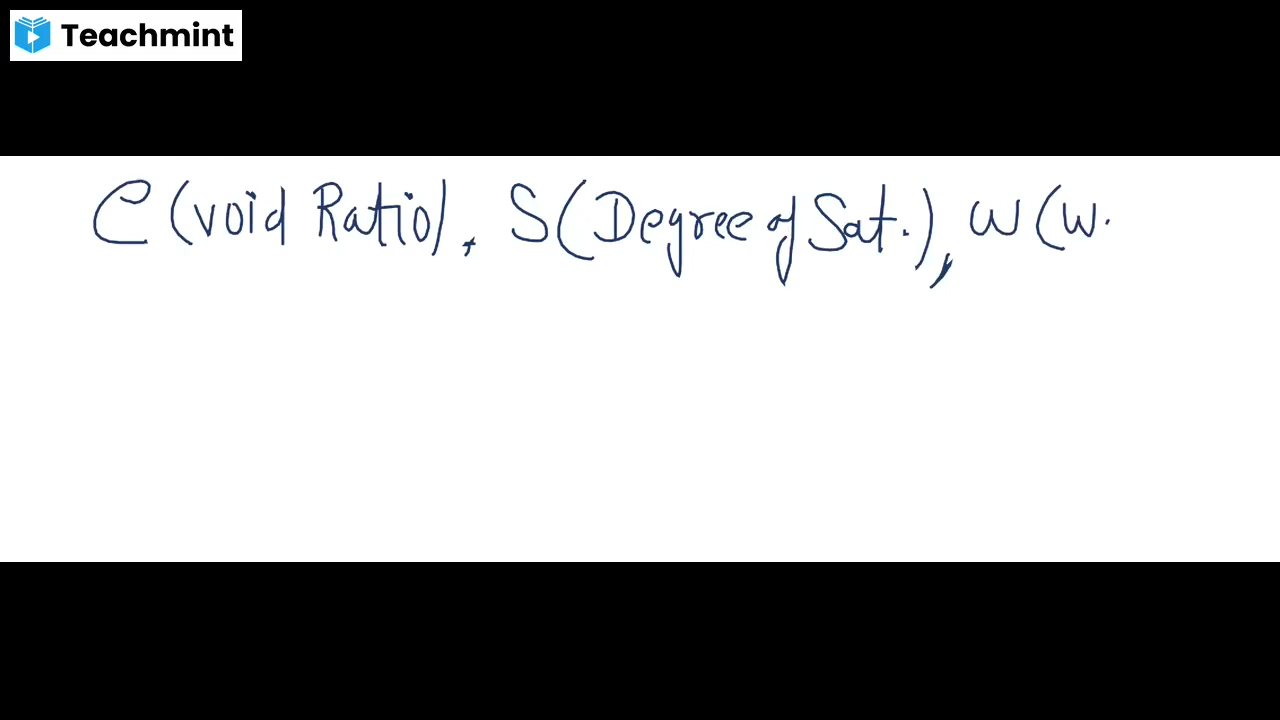 Teachmint
e (void Ratio), S (Degree of Sat.), w (w.